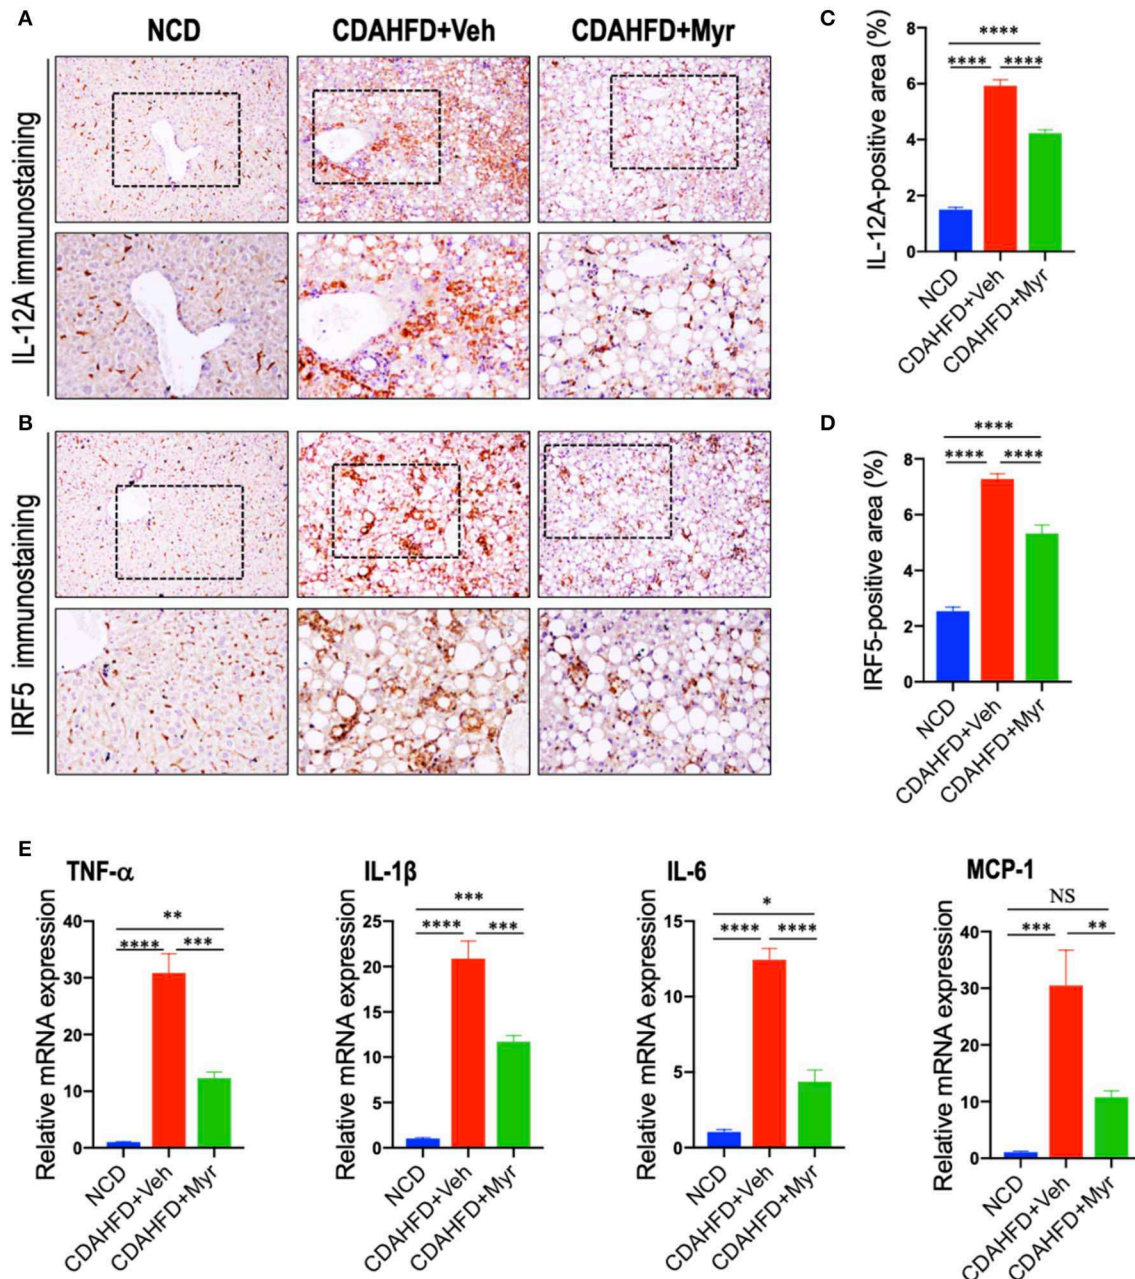 A
NCD
CDAHFD+Veh
CDAHFD+Myr
IL-12A immunostaining
B
IRF5 immunostaining
C
IL-12A-positive area (%)
8
6
4
2
0
****
**** ****
NCD
CDAHFD+Veh
CDAHFD+Myr
D
IRF5-positive area (%)
8
6
4
2
0
****
**** ****
NCD
CDAHFD+Veh
CDAHFD+Myr
E
TNF-α
Relative mRNA expression
40
30
20
10
0
**
**** ***
NCD
CDAHFD+Veh
CDAHFD+Myr
IL-1β
Relative mRNA expression
25
20
15
10
5
0
***
**** ***
NCD
CDAHFD+Veh
CDAHFD+Myr
IL-6
Relative mRNA expression
15
10
5
0
*
**** ****
NCD
CDAHFD+Veh
CDAHFD+Myr
MCP-1
Relative mRNA expression
40
30
20
10
0
NS
*** **
NCD
CDAHFD+Veh
CDAHFD+Myr